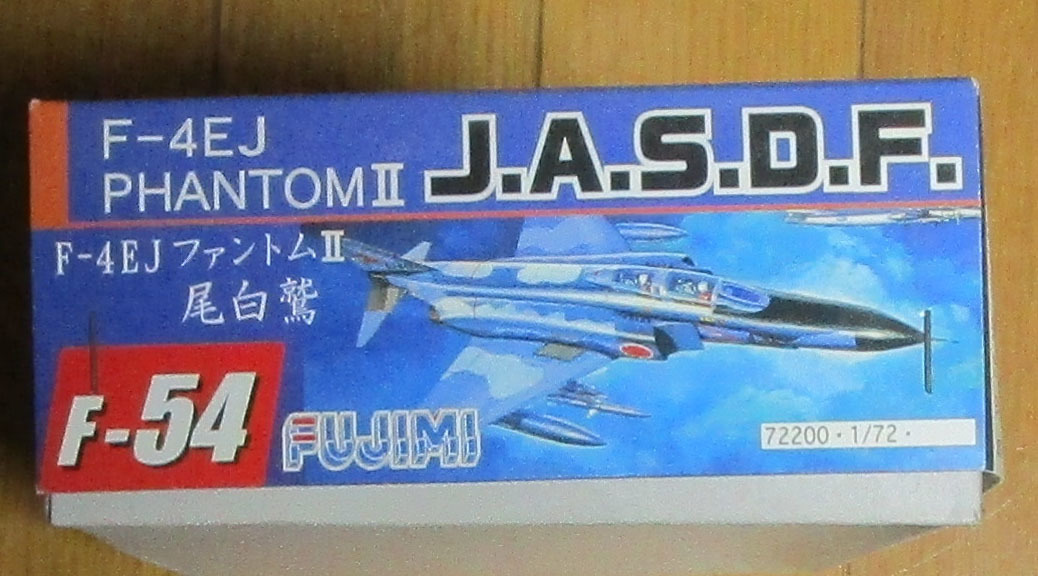 F-4EJ
PHANTOMⅡ
J.A.S.D.F.
F-4EJ ファントムⅡ
尾白鷲
F-54
FUJIMI
72200・1/72・